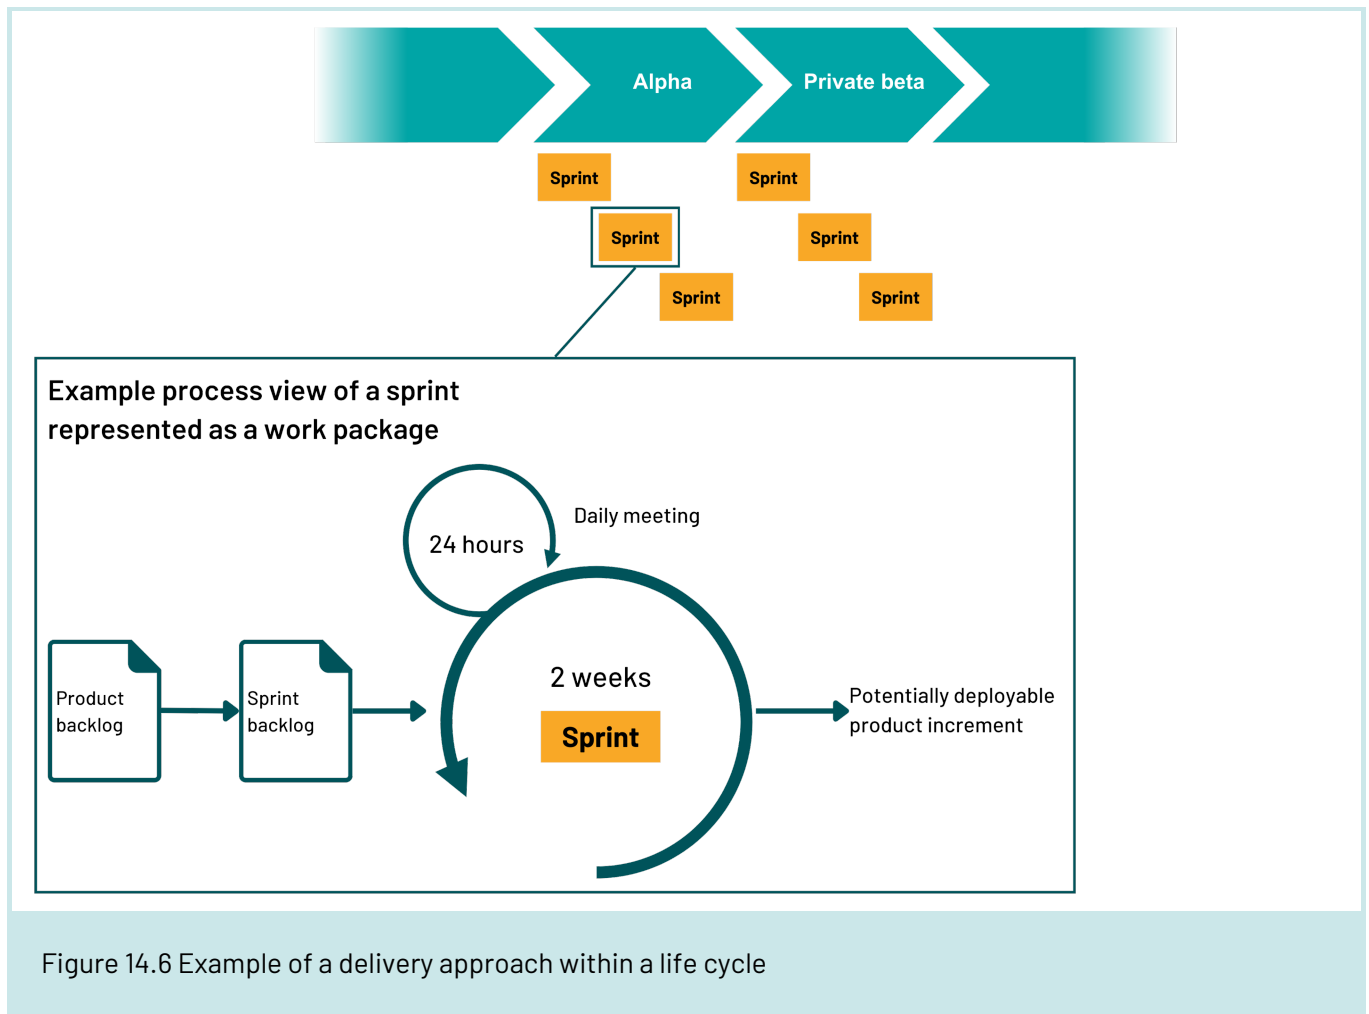 Alpha
Private beta
Sprint
Sprint
Sprint
Sprint
Sprint
Sprint
Example process view of a sprint
represented as a work package
24 hours
Daily meeting
Product
backlog
Sprint
backlog
2 weeks
Sprint
Potentially deployable
product increment
Figure 14.6 Example of a delivery approach within a life cycle